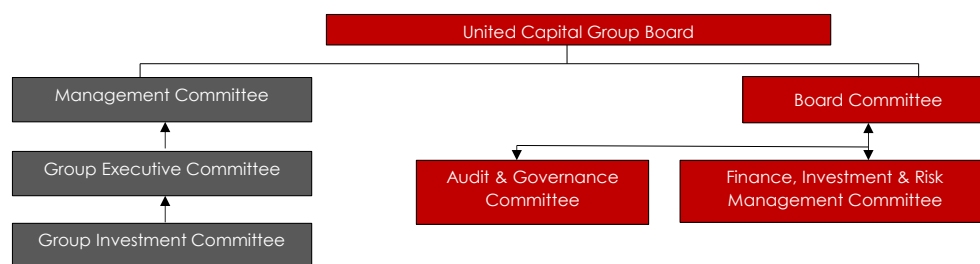 United Capital Group Board
Management Committee
Board Committee
Group Executive Committee
Audit & Governance
Committee
Finance, Investment & Risk
Management Committee
Group Investment Committee